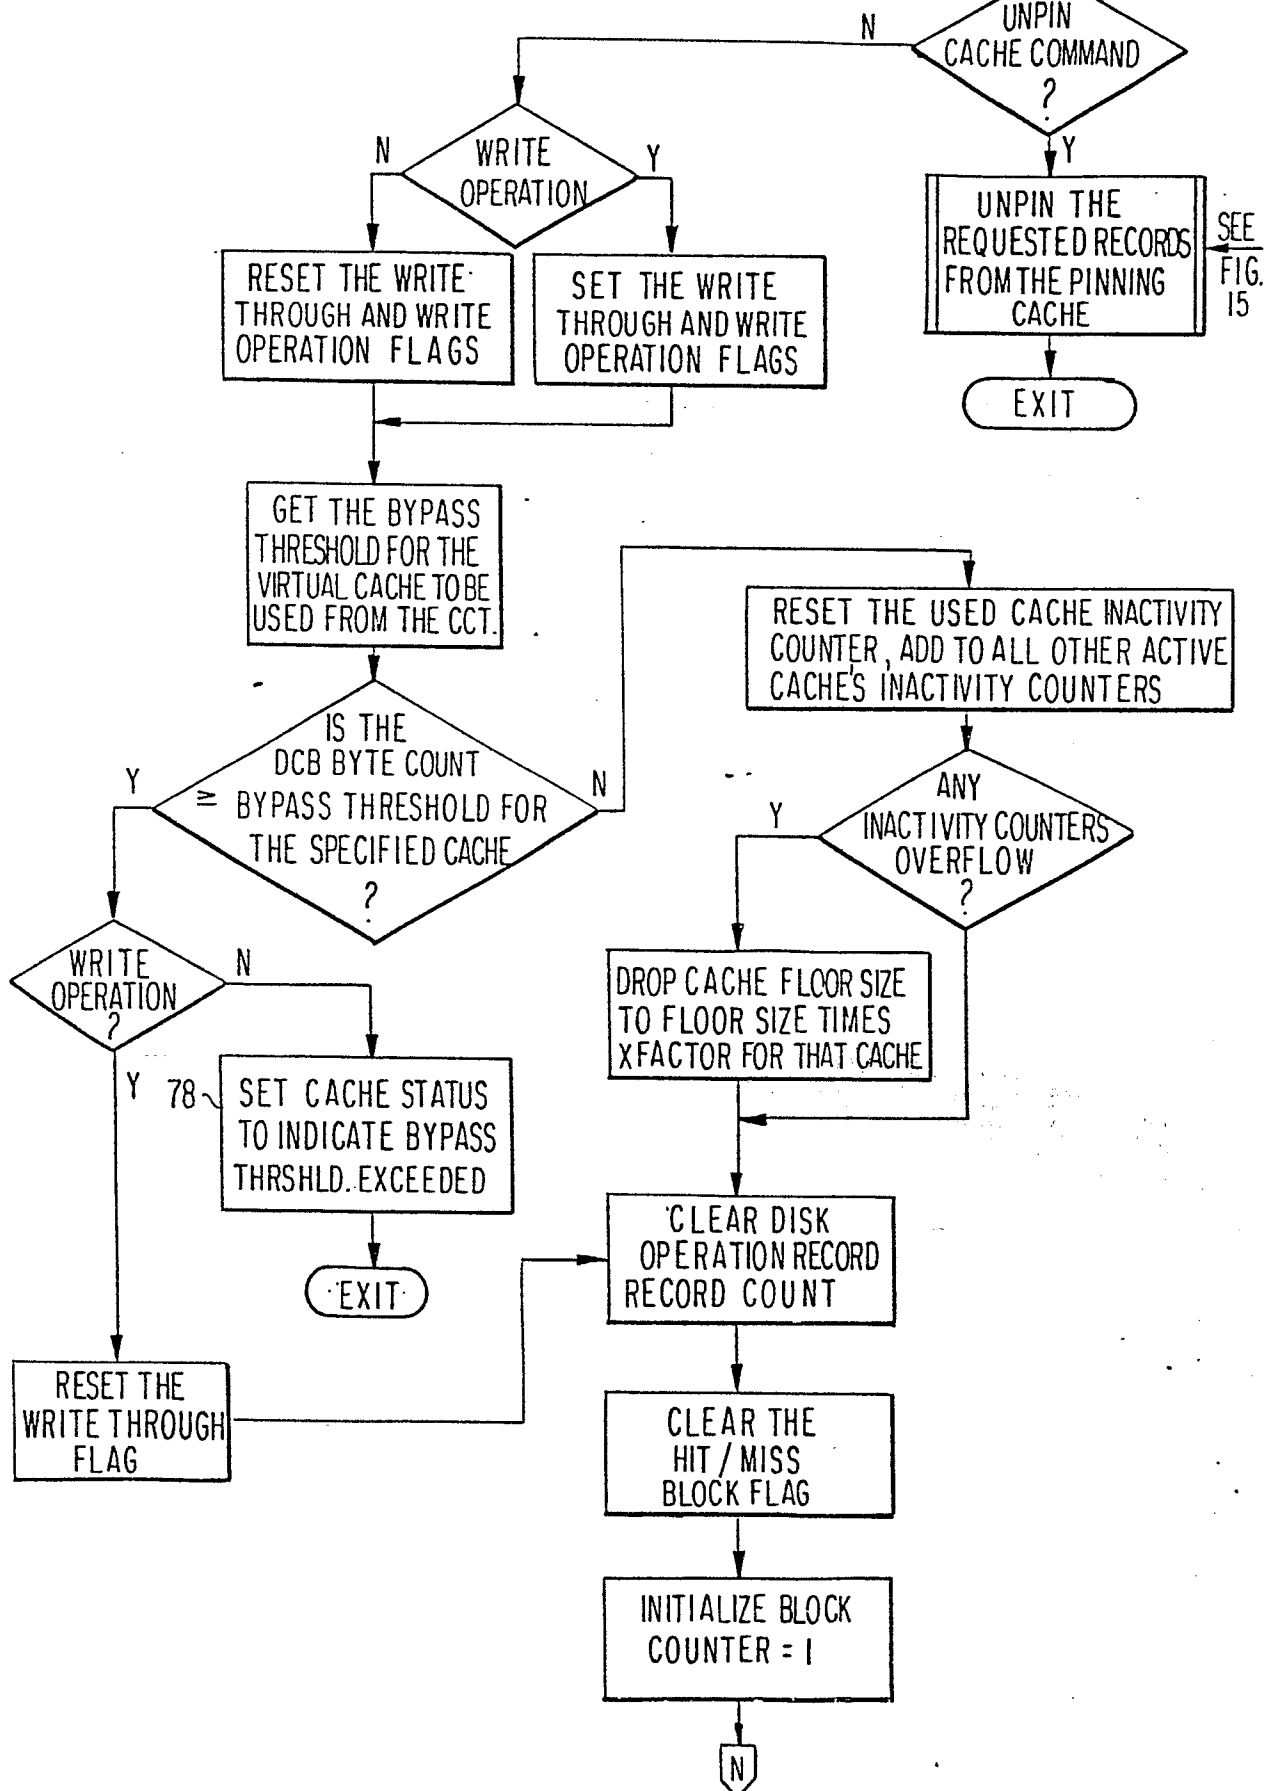 UNPIN
CACHE COMMAND
?
N
Y
WRITE
OPERATION
N
Y
UNPIN THE
REQUESTED RECORDS
FROM THE PINNING
CACHE
SEE
FIG.
15
EXIT
RESET THE WRITE
THROUGH AND WRITE
OPERATION FLAGS
SET THE WRITE
THROUGH AND WRITE
OPERATION FLAGS
GET THE BYPASS
THRESHOLD FOR THE
VIRTUAL CACHE TO BE
USED FROM THE CCT.
IS THE
DCB BYTE COUNT
≥ BYPASS THRESHOLD FOR
THE SPECIFIED CACHE
?
Y
N
RESET THE USED CACHE INACTIVITY
COUNTER, ADD TO ALL OTHER ACTIVE
CACHE'S INACTIVITY COUNTERS
ANY
INACTIVITY COUNTERS
OVERFLOW
?
Y
WRITE
OPERATION
?
N
Y
78
SET CACHE STATUS
TO INDICATE BYPASS
THRSHLD. EXCEEDED
EXIT
DROP CACHE FLOOR SIZE
TO FLOOR SIZE TIMES
XFACTOR FOR THAT CACHE
RESET THE
WRITE THROUGH
FLAG
CLEAR DISK
OPERATION RECORD
RECORD COUNT
CLEAR THE
HIT / MISS
BLOCK FLAG
INITIALIZE BLOCK
COUNTER = 1
N